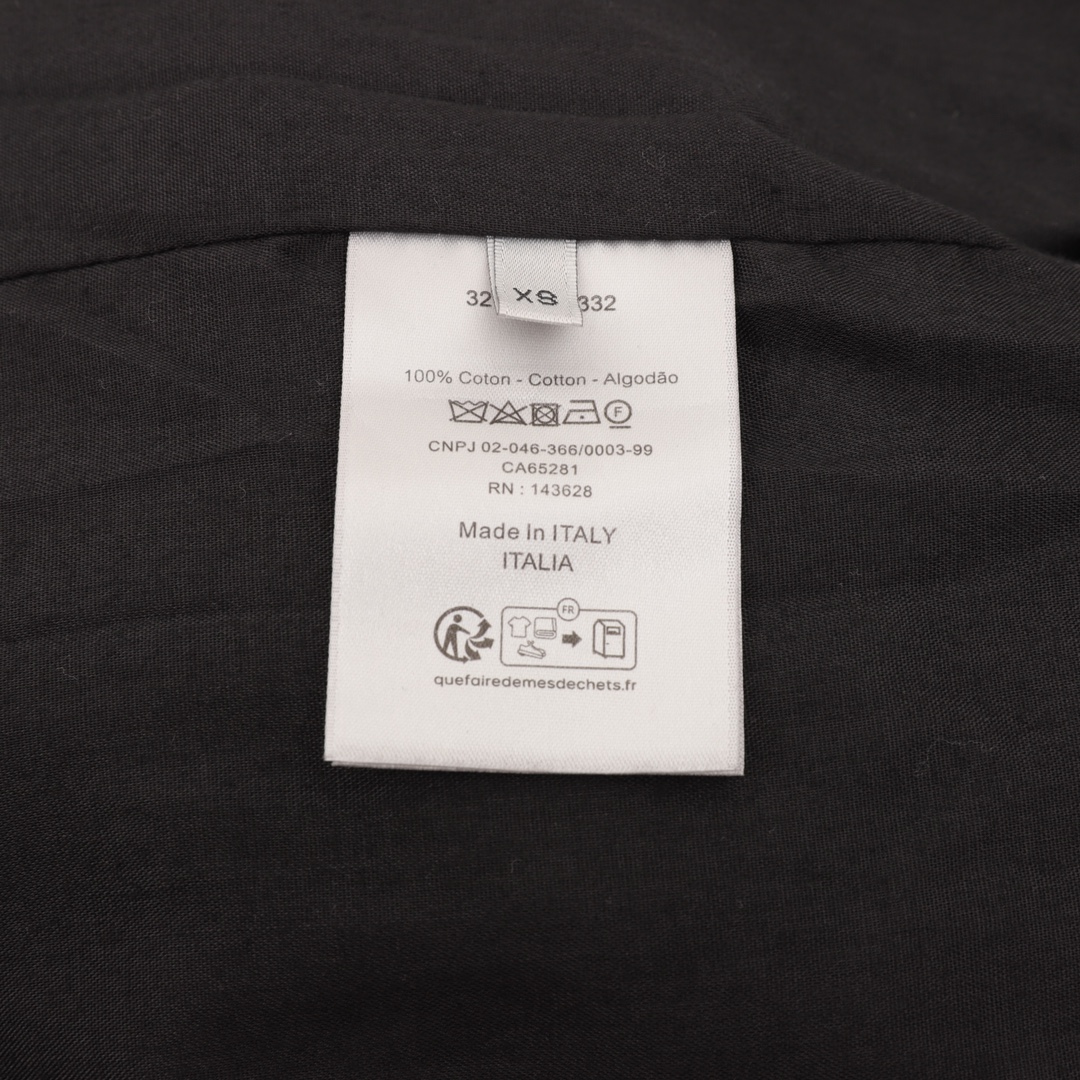 32 XS 332
100% Coton - Cotton - Algodão
F
CNPJ 02-046-366/0003-99
CA65281
RN : 143628
Made In ITALY
ITALIA
FR
quefairedemesdechets.fr